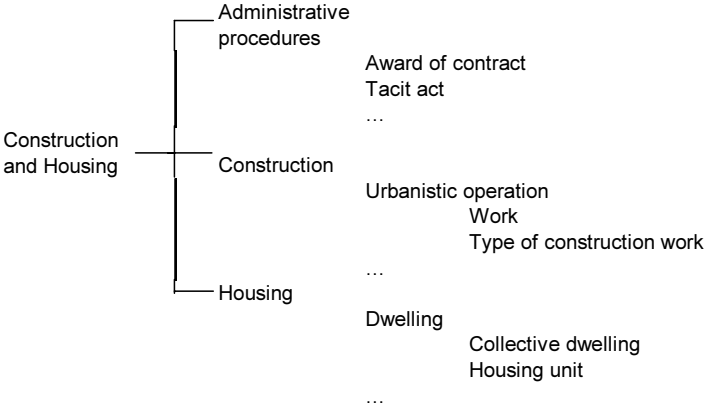 Administrative
procedures
Award of contract
Tacit act
…
Construction
and Housing
Construction
Urbanistic operation
Work
Type of construction work
…
Housing
Dwelling
Collective dwelling
Housing unit
…